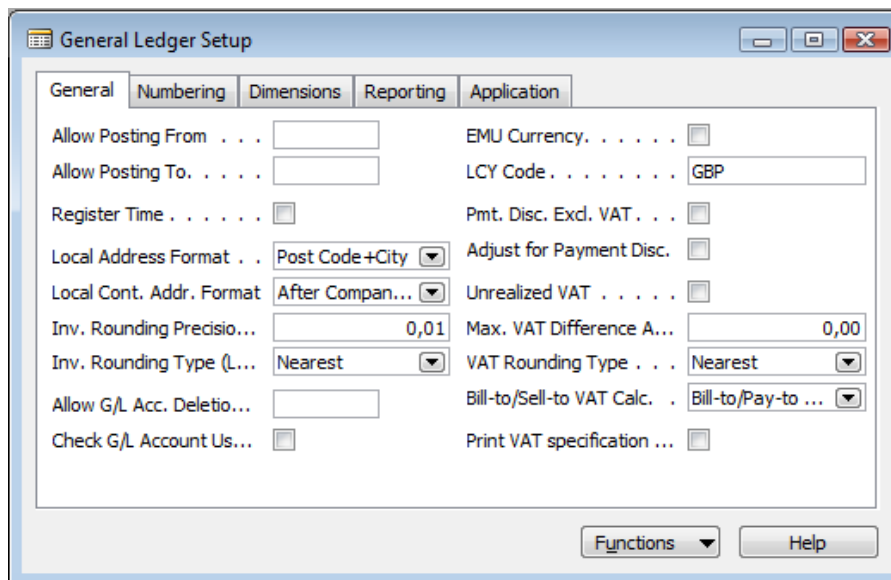 General Ledger Setup
General Numbering Dimensions Reporting Application
Allow Posting From . . .
Allow Posting To. . . . .
Register Time . . . . . .
Local Address Format . . Post Code+City
Local Cont. Addr. Format After Compan...
Inv. Rounding Precisio... 0,01
Inv. Rounding Type (L... Nearest
Allow G/L Acc. Deletio...
Check G/L Account Us...
EMU Currency. . . . . .
LCY Code . . . . . . . . GBP
Pmt. Disc. Excl. VAT . . .
Adjust for Payment Disc.
Unrealized VAT . . . . .
Max. VAT Difference A... 0,00
VAT Rounding Type . . . Nearest
Bill-to/Sell-to VAT Calc. . Bill-to/Pay-to ...
Print VAT specification ...
Functions Help